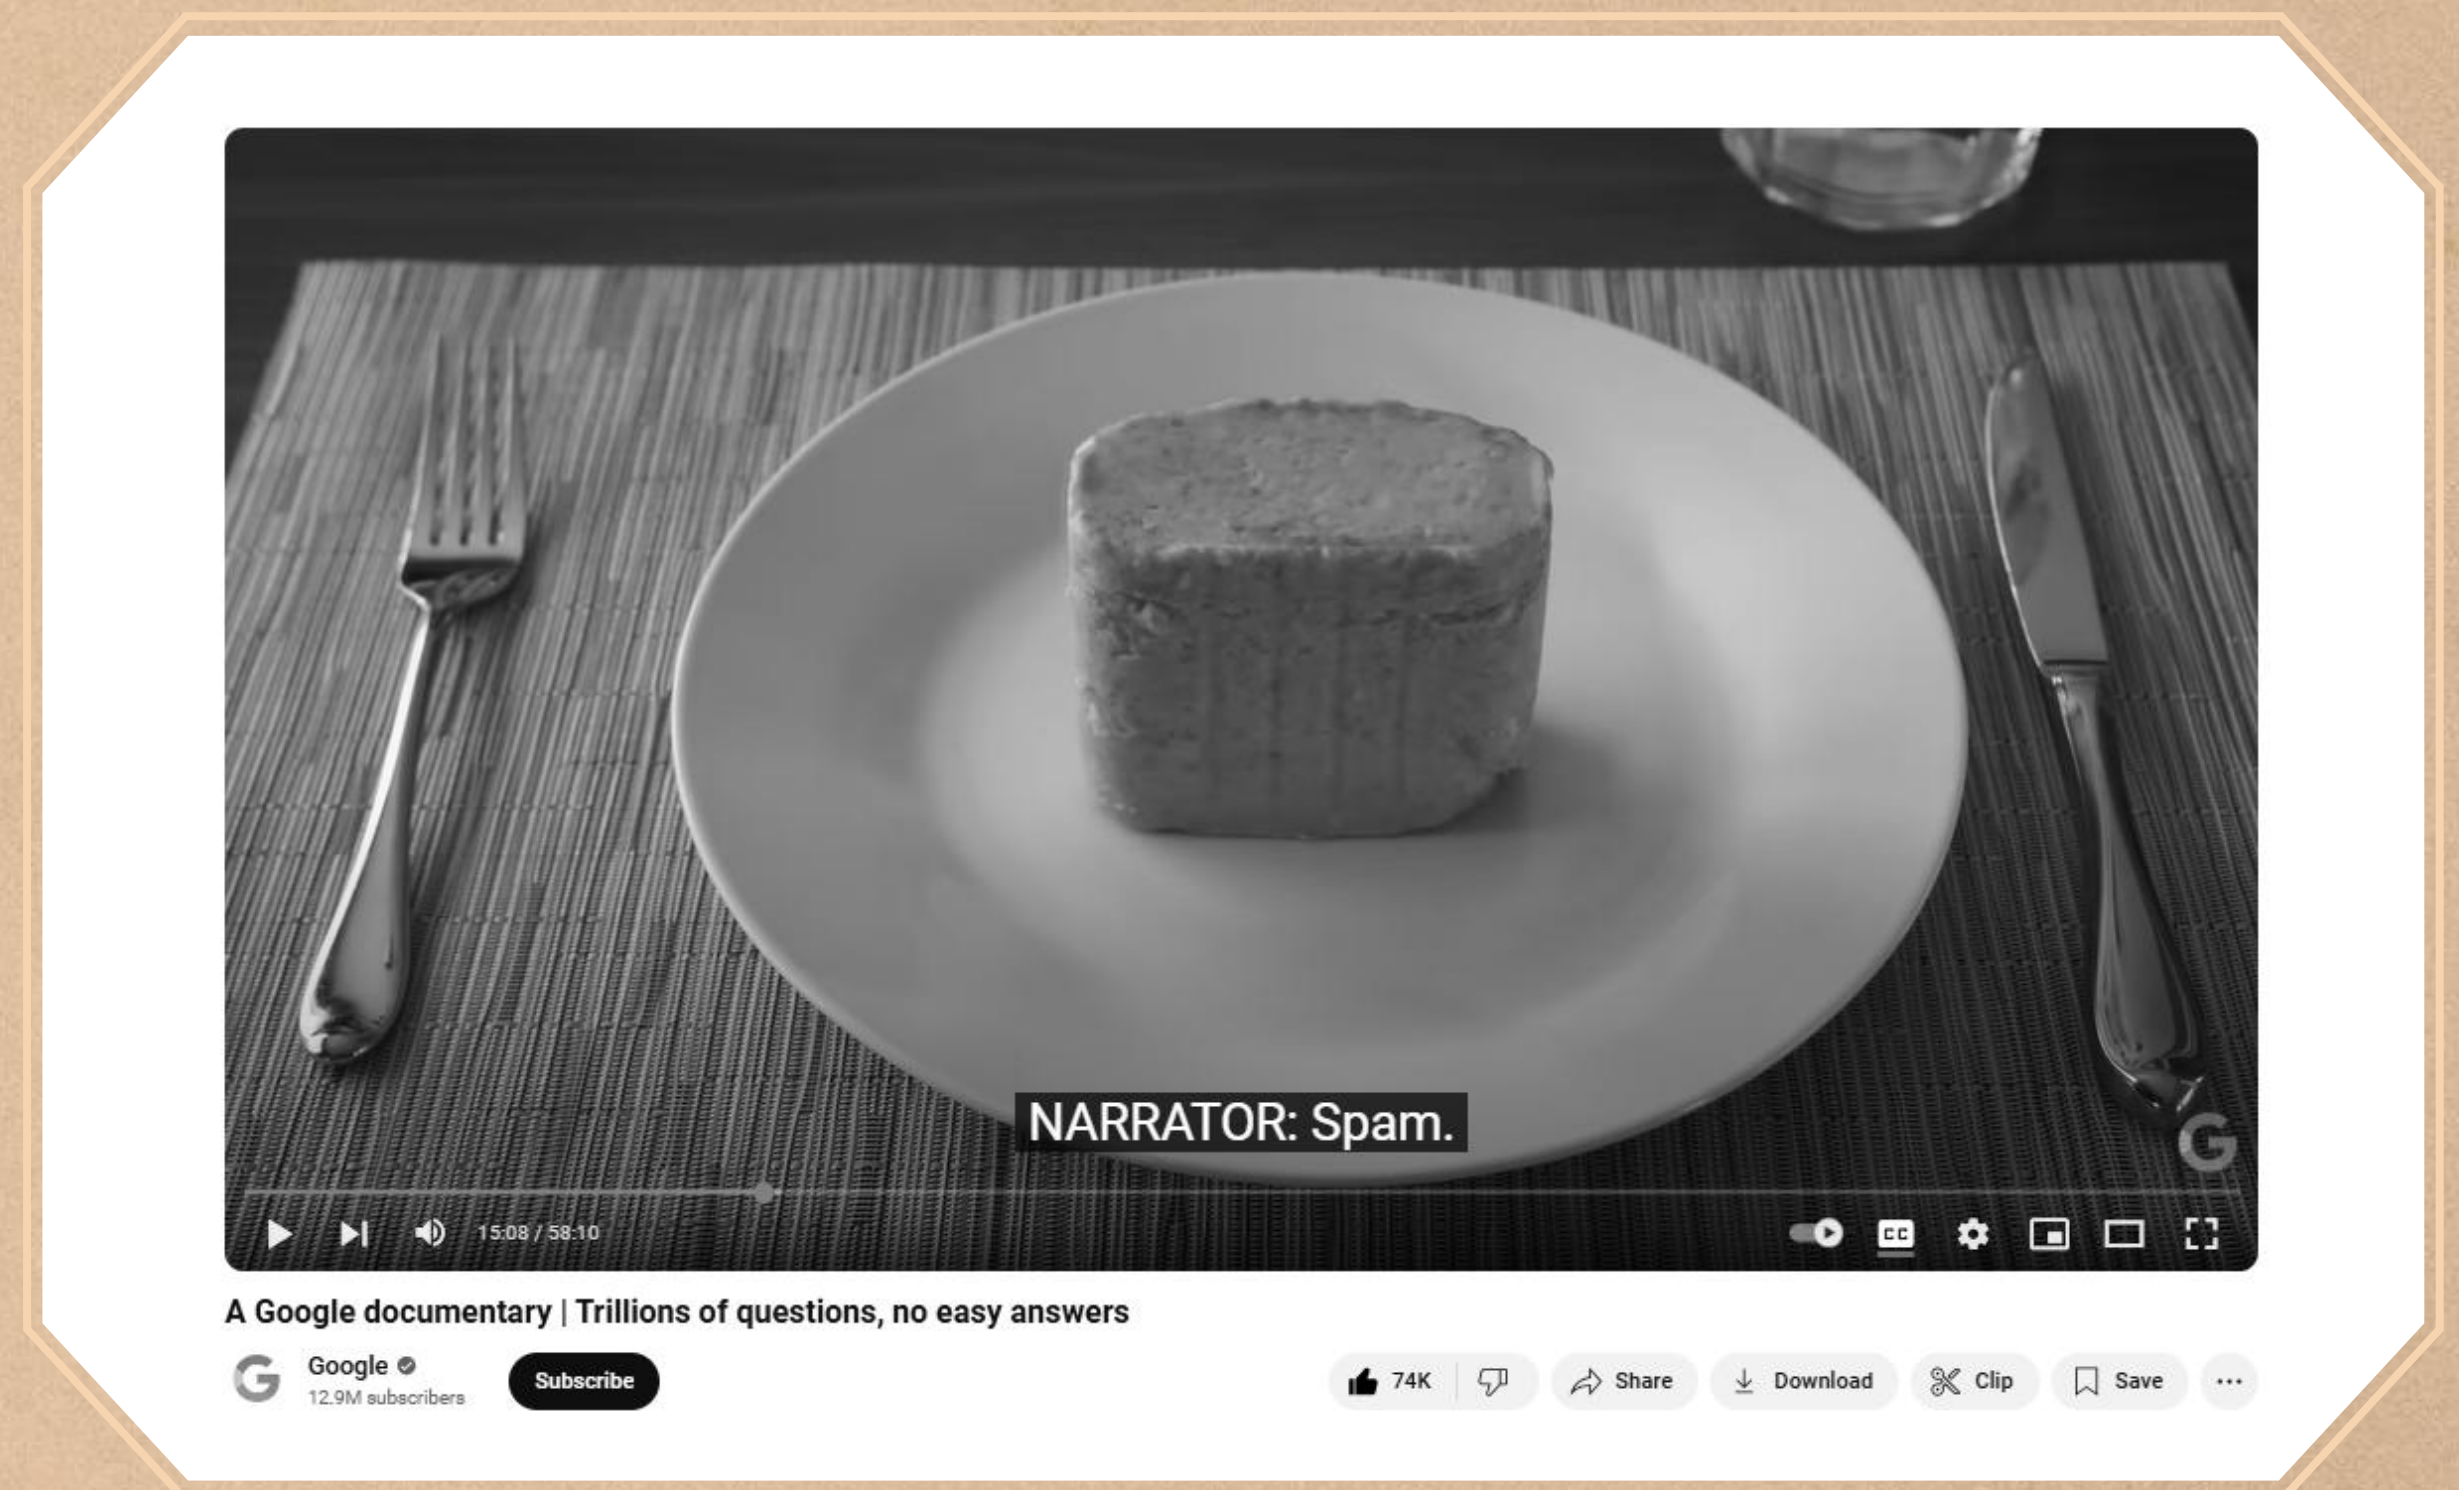 NARRATOR: Spam.
15:08 / 58:10
CC
A Google documentary | Trillions of questions, no easy answers
Google
12.9M subscribers
Subscribe
74K
Share
Download
Clip
Save